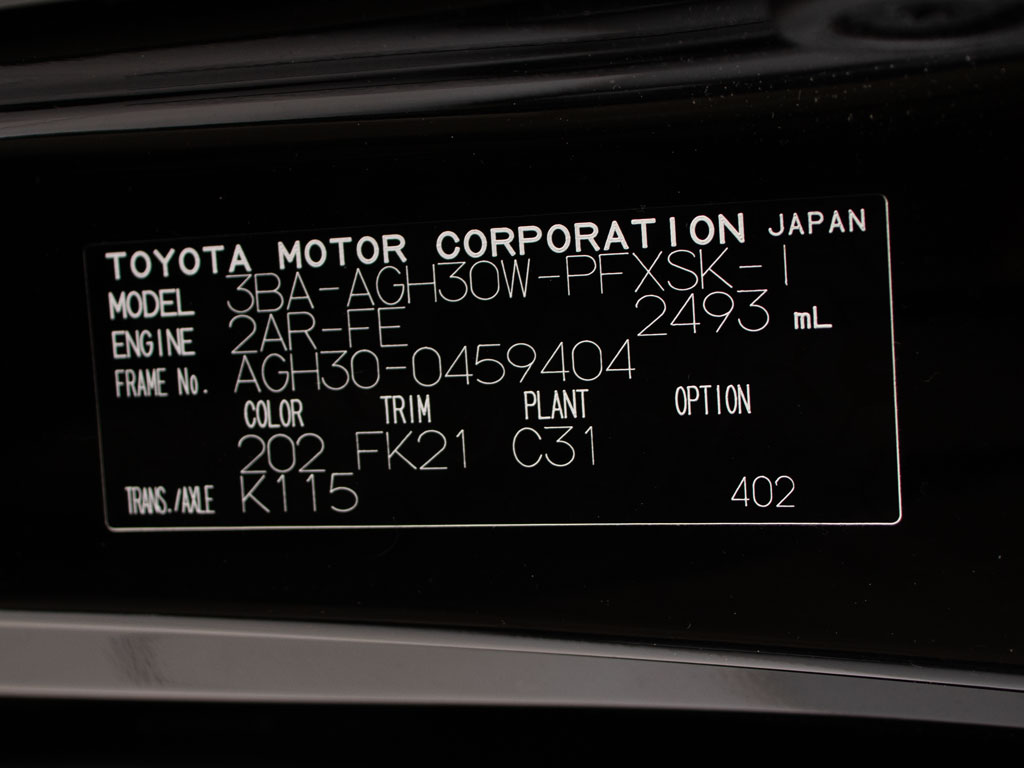 TOYOTA MOTOR CORPORATION JAPAN
MODEL 3BA-AGH30W-PFXSK-I
ENGINE 2AR-FE 2493 mL
FRAME No. AGH30-0459404
COLOR TRIM PLANT OPTION
202 FK21 C31
TRANS./AXLE K115 402